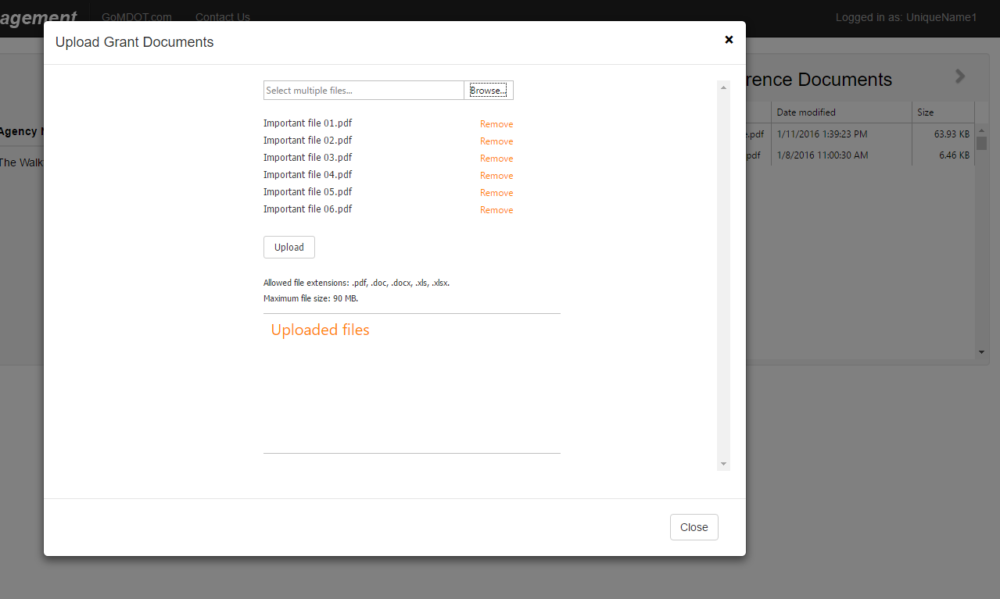 agement GoMDOT.com Contact Us Logged in as: UniqueName1
Upload Grant Documents ×
rence Documents
Select multiple files... Browse...
Date modified Size
Important file 01.pdf Remove
Agency
.pdf 1/11/2016 1:39:23 PM 63.93 KB
Important file 02.pdf Remove
Important file 03.pdf Remove
The Walk
pdf 1/8/2016 11:00:30 AM 6.46 KB
Important file 04.pdf Remove
Important file 05.pdf Remove
Important file 06.pdf Remove
Upload
Allowed file extensions: .pdf, .doc, .docx, .xls, .xlsx.
Maximum file size: 90 MB.
Uploaded files
Close